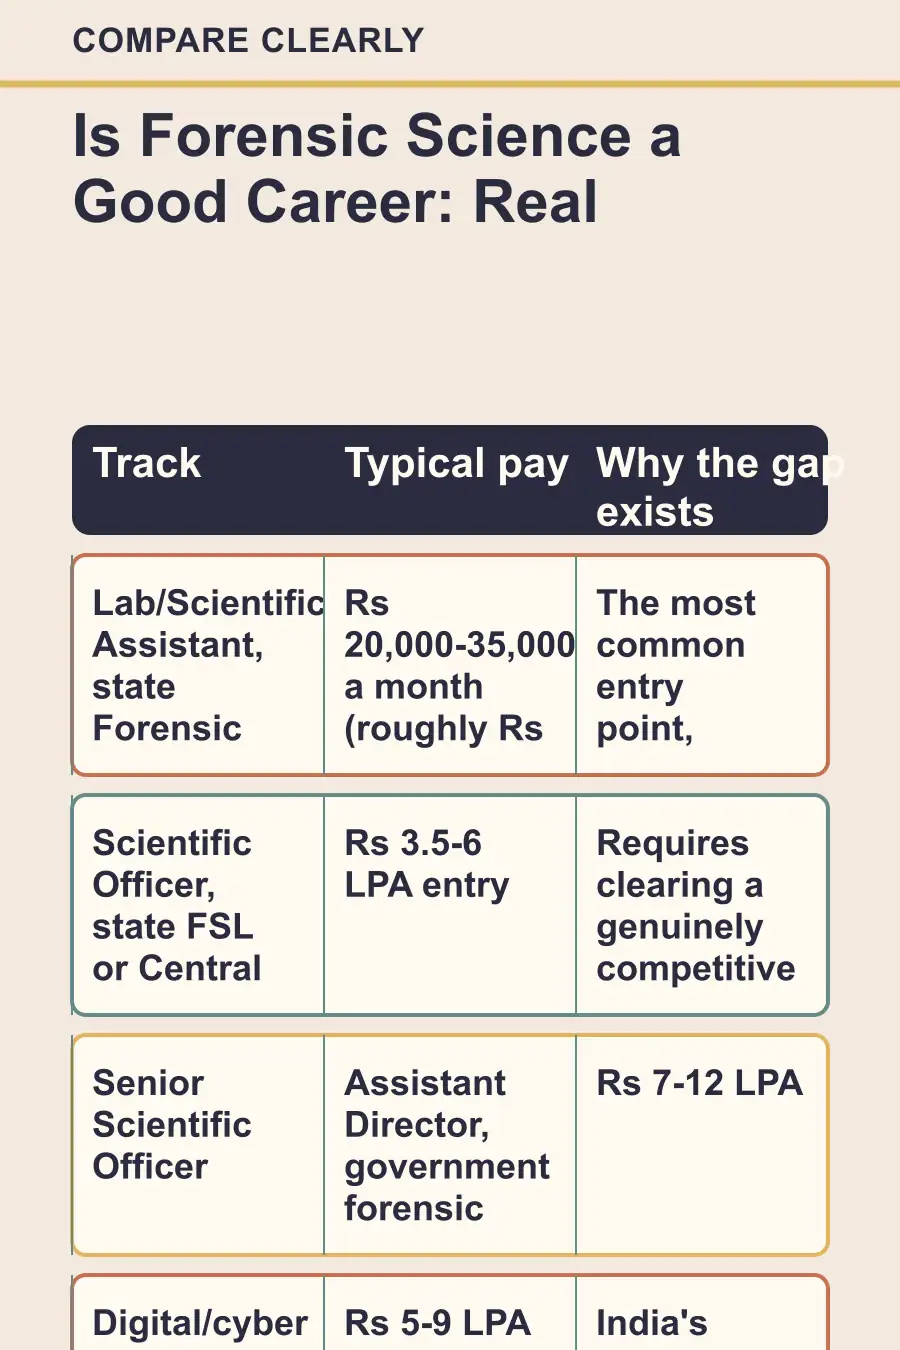 COMPARE CLEARLY
Is Forensic Science a
Good Career: Real
Track
Typical pay
Why the gap
exists
Lab/Scientific
Assistant,
state
Forensic
Rs
20,000-35,000
a month
(roughly Rs
The most
common
entry
point,
Scientific
Officer,
state FSL
or Central
Rs 3.5-6
LPA entry
Requires
clearing a
genuinely
competitive
Senior
Scientific
Officer
Assistant
Director,
government
forensic
Rs 7-12 LPA
Digital/cyber
Rs 5-9 LPA
India's